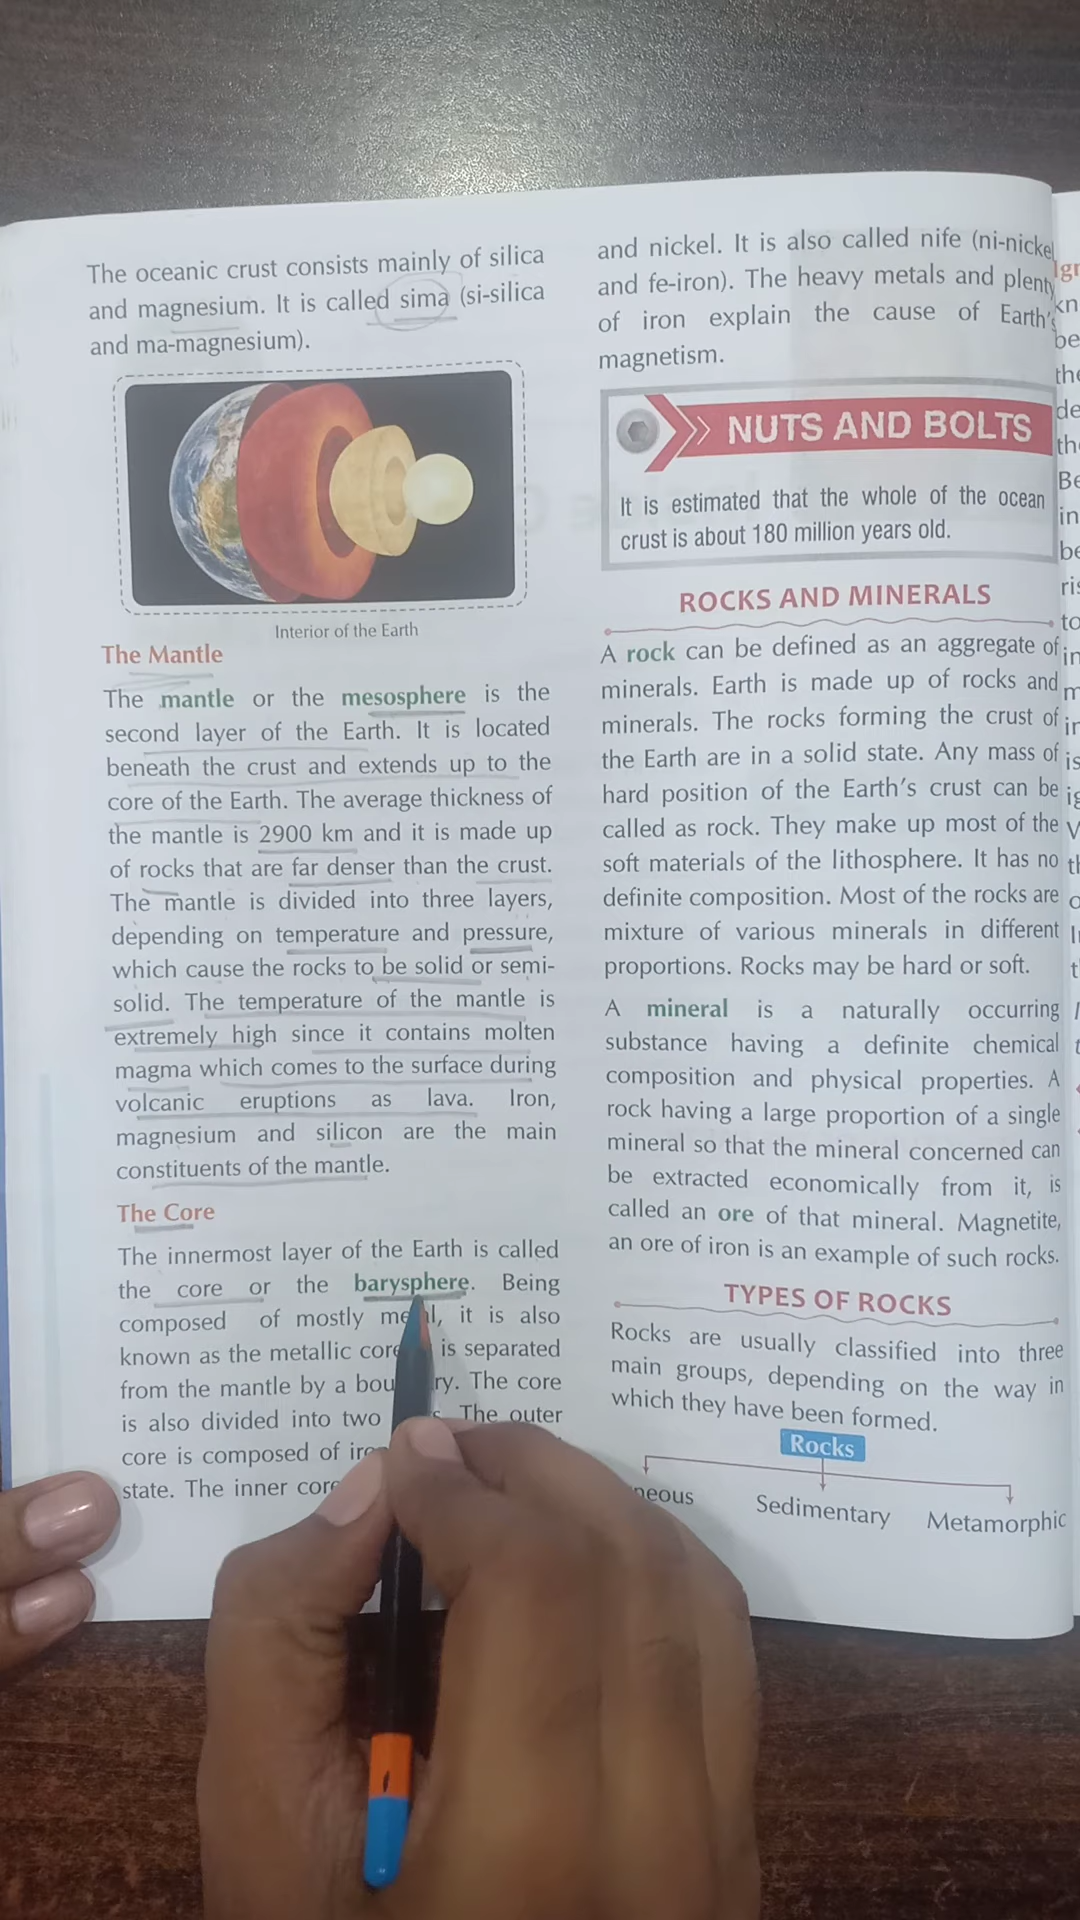 The oceanic crust consists mainly of silica
and magnesium. It is called sima (si-silica
and ma-magnesium).
Interior of the Earth
The Mantle
The mantle or the mesosphere is the
second layer of the Earth. It is located
beneath the crust and extends up to the
core of the Earth. The average thickness of
the mantle is 2900 km and it is made up
of rocks that are far denser than the crust.
The mantle is divided into three layers,
depending on temperature and pressure,
which cause the rocks to be solid or semi-
solid. The temperature of the mantle is
extremely high since it contains molten
magma which comes to the surface during
volcanic eruptions as lava. Iron,
magnesium and silicon are the main
constituents of the mantle.
The Core
The innermost layer of the Earth is called
the core or the barysphere. Being
composed of mostly it is also
known as the metallic is separated
from the mantle by a The core
is also divided into two The outer
core is composed of
state. The inner
and nickel. It is also called nife (ni-nickel
and fe-iron). The heavy metals and plenty
of iron explain the cause of Earth's
magnetism.
NUTS AND BOLTS
It is estimated that the whole of the ocean
crust is about 180 million years old.
ROCKS AND MINERALS
A rock can be defined as an aggregate of
minerals. Earth is made up of rocks and
minerals. The rocks forming the crust of
the Earth are in a solid state. Any mass of
hard position of the Earth's crust can be
called as rock. They make up most of the
soft materials of the lithosphere. It has no
definite composition. Most of the rocks are
mixture of various minerals in different
proportions. Rocks may be hard or soft.
A mineral is a naturally occurring
substance having a definite chemical
composition and physical properties. A
rock having a large proportion of a single
mineral so that the mineral concerned can
be extracted economically from it, is
called an ore of that mineral. Magnetite,
an ore of iron is an example of such rocks.
TYPES OF ROCKS
Rocks are usually classified into three
main groups, depending on the way in
which they have been formed.
Rocks
Sedimentary
Metamorphic